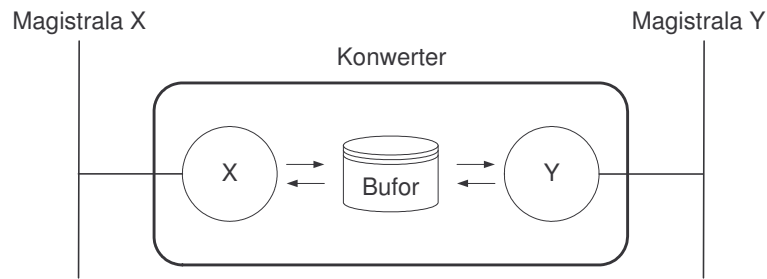 Magistrala X
Magistrala Y
Konwerter
X
Bufor
Y